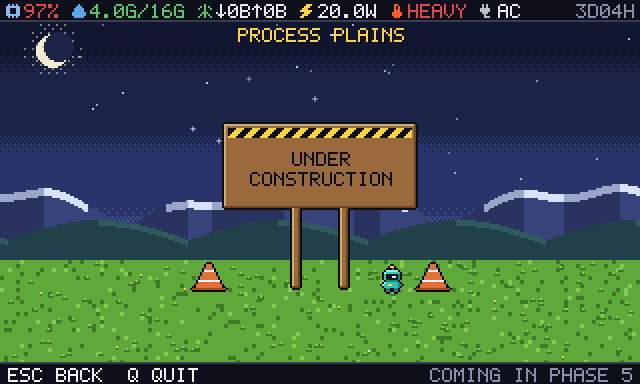 97% 4.0G/16G ↓0B↑0B 20.0W HEAVY AC 3D04H
PROCESS PLAINS
UNDER
CONSTRUCTION
ESC BACK Q QUIT COMING IN PHASE 5